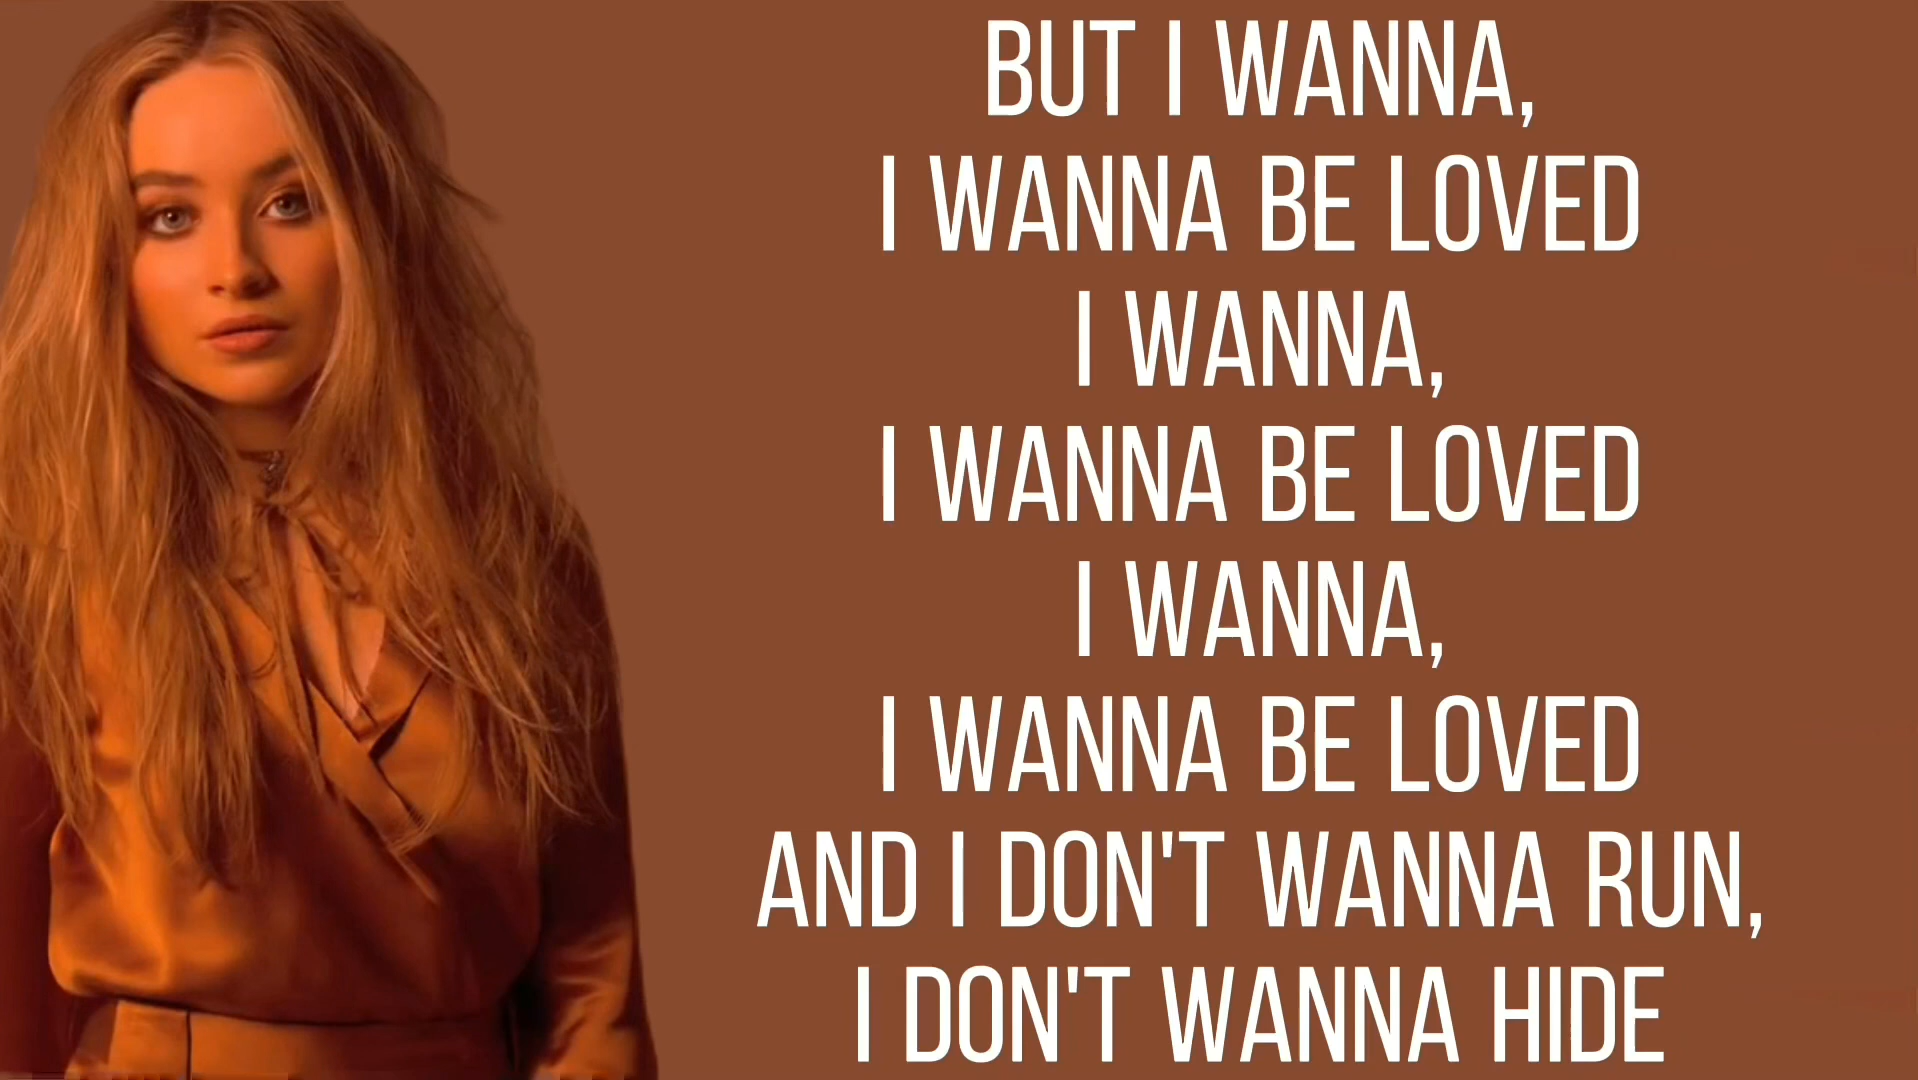 BUT I WANNA,
I WANNA BE LOVED
I WANNA,
I WANNA BE LOVED
I WANNA,
I WANNA BE LOVED
AND I DON'T WANNA RUN,
I DON'T WANNA HIDE